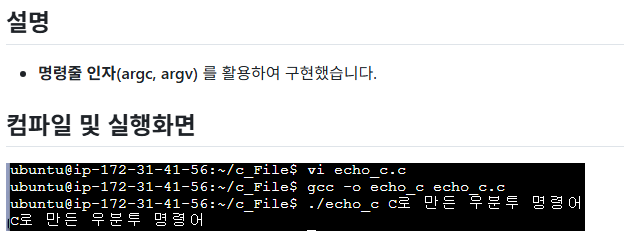 설명
명령줄 인자(argc, argv) 를 활용하여 구현했습니다.
컴파일 및 실행화면
ubuntu@ip-172-31-41-56:~/c_File$ vi echo_c.c
ubuntu@ip-172-31-41-56:~/c_File$ gcc -o echo_c echo_c.c
ubuntu@ip-172-31-41-56:~/c_File$ ./echo_c C로 만든 우분투 명령어
C로 만든 우분투 명령어